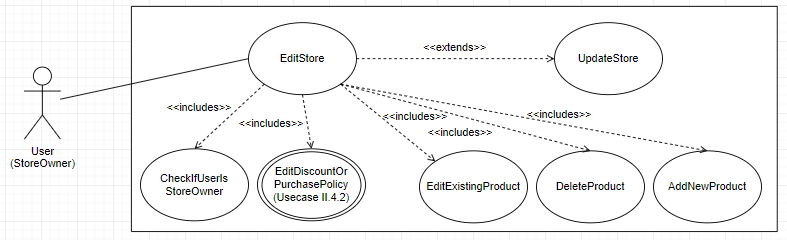 EditStore
<<extends>>
UpdateStore
<<includes>>
<<includes>>
<<includes>>
<<includes>>
<<includes>>
User
(StoreOwner)
CheckIfUserIs
StoreOwner
EditDiscountOr
PurchasePolicy
(Usecase II.4.2)
EditExistingProduct
DeleteProduct
AddNewProduct